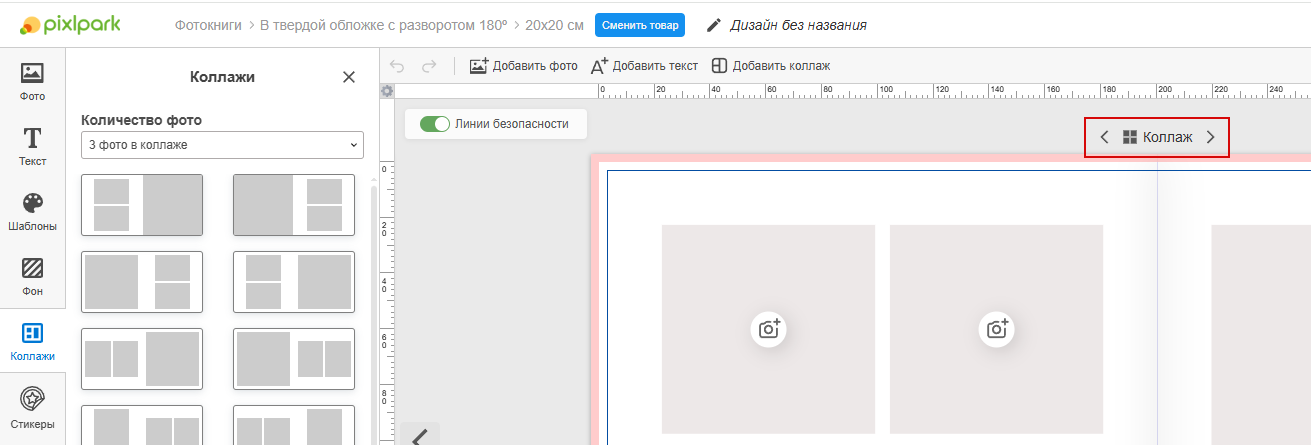 pixlpark
Фотокниги > В твердой обложке с разворотом 180º > 20х20 см
Сменить товар
Дизайн без названия
Фото
Текст
Шаблоны
Фон
Коллажи
Стикеры
Коллажи
Количество фото
3 фото в коллаже
Добавить фото
Добавить текст
Добавить коллаж
0 20 40 60 80 100 120 140 160 180 200 220 240
Линии безопасности
Коллаж
0
20
40
60
80